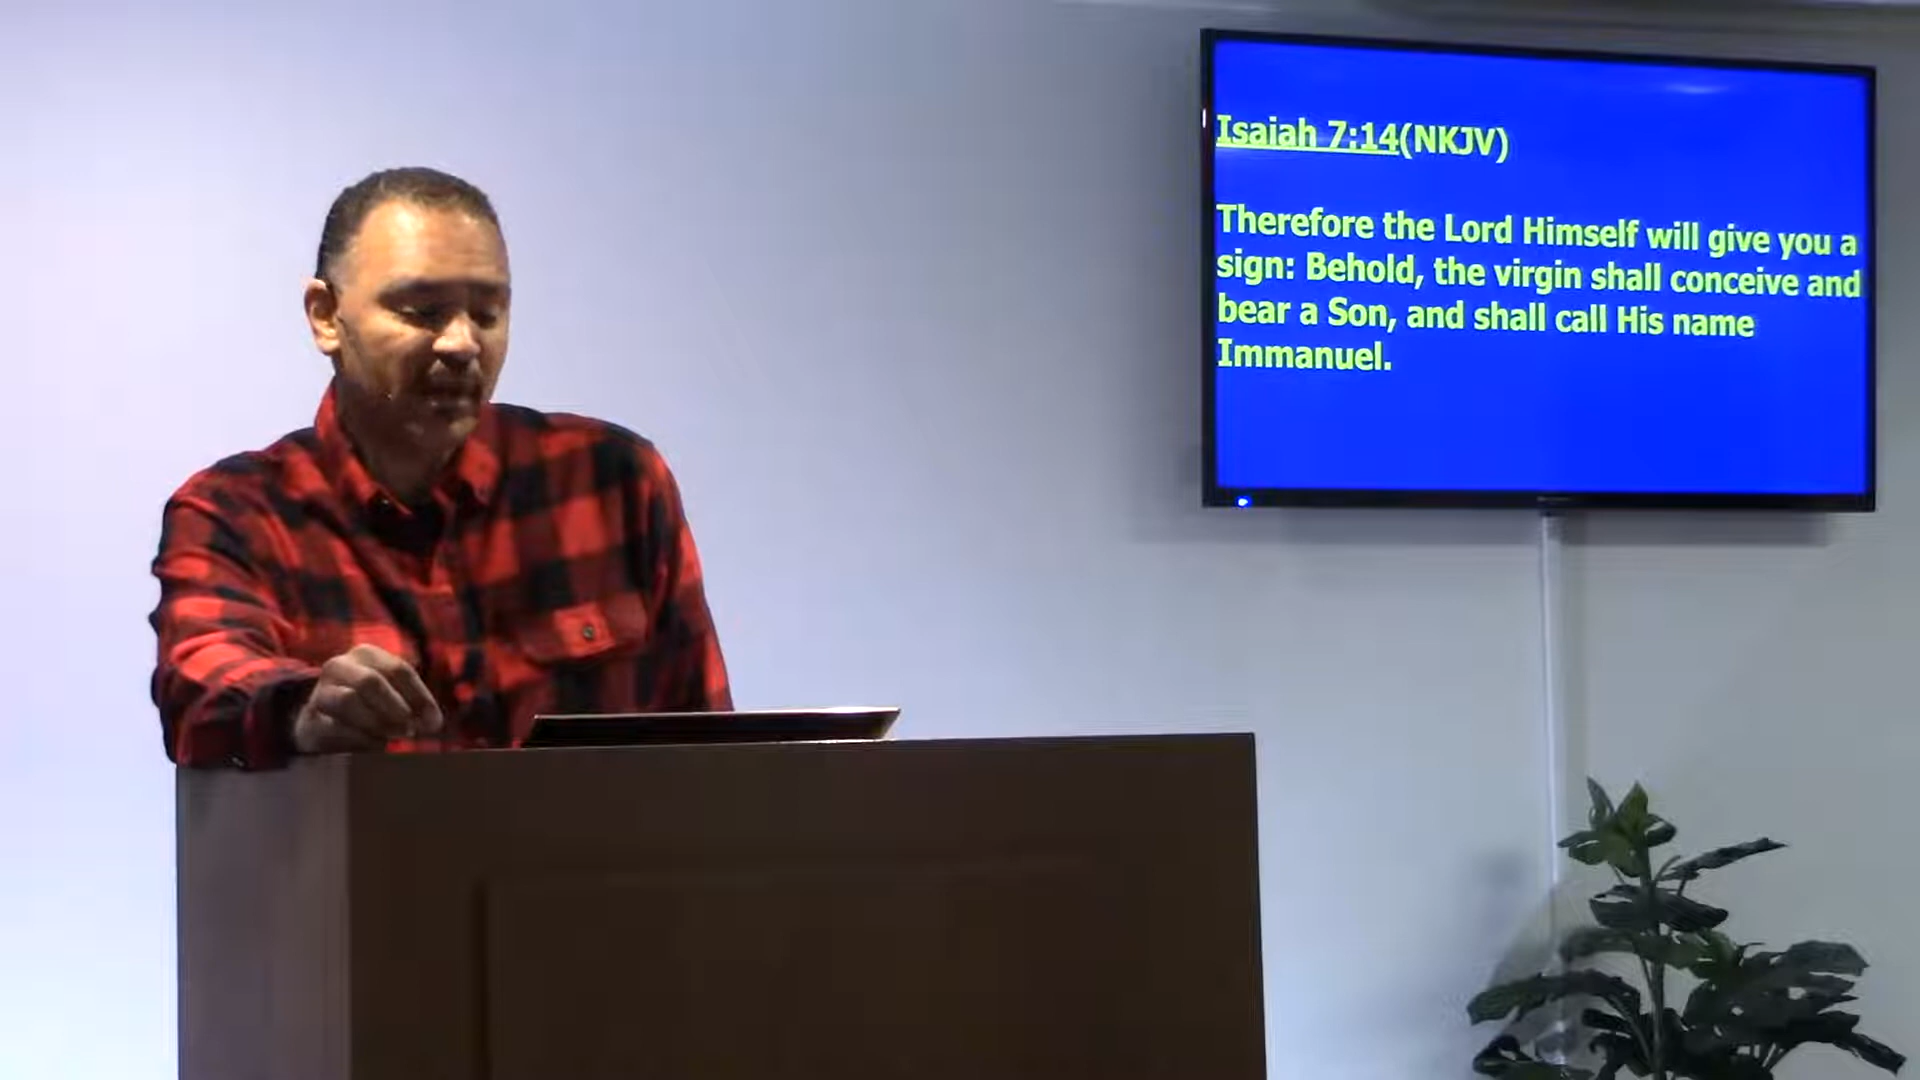 Isaiah 7:14(NKJV)
Therefore the Lord Himself will give you a
sign: Behold, the virgin shall conceive and
bear a Son, and shall call His name
Immanuel.